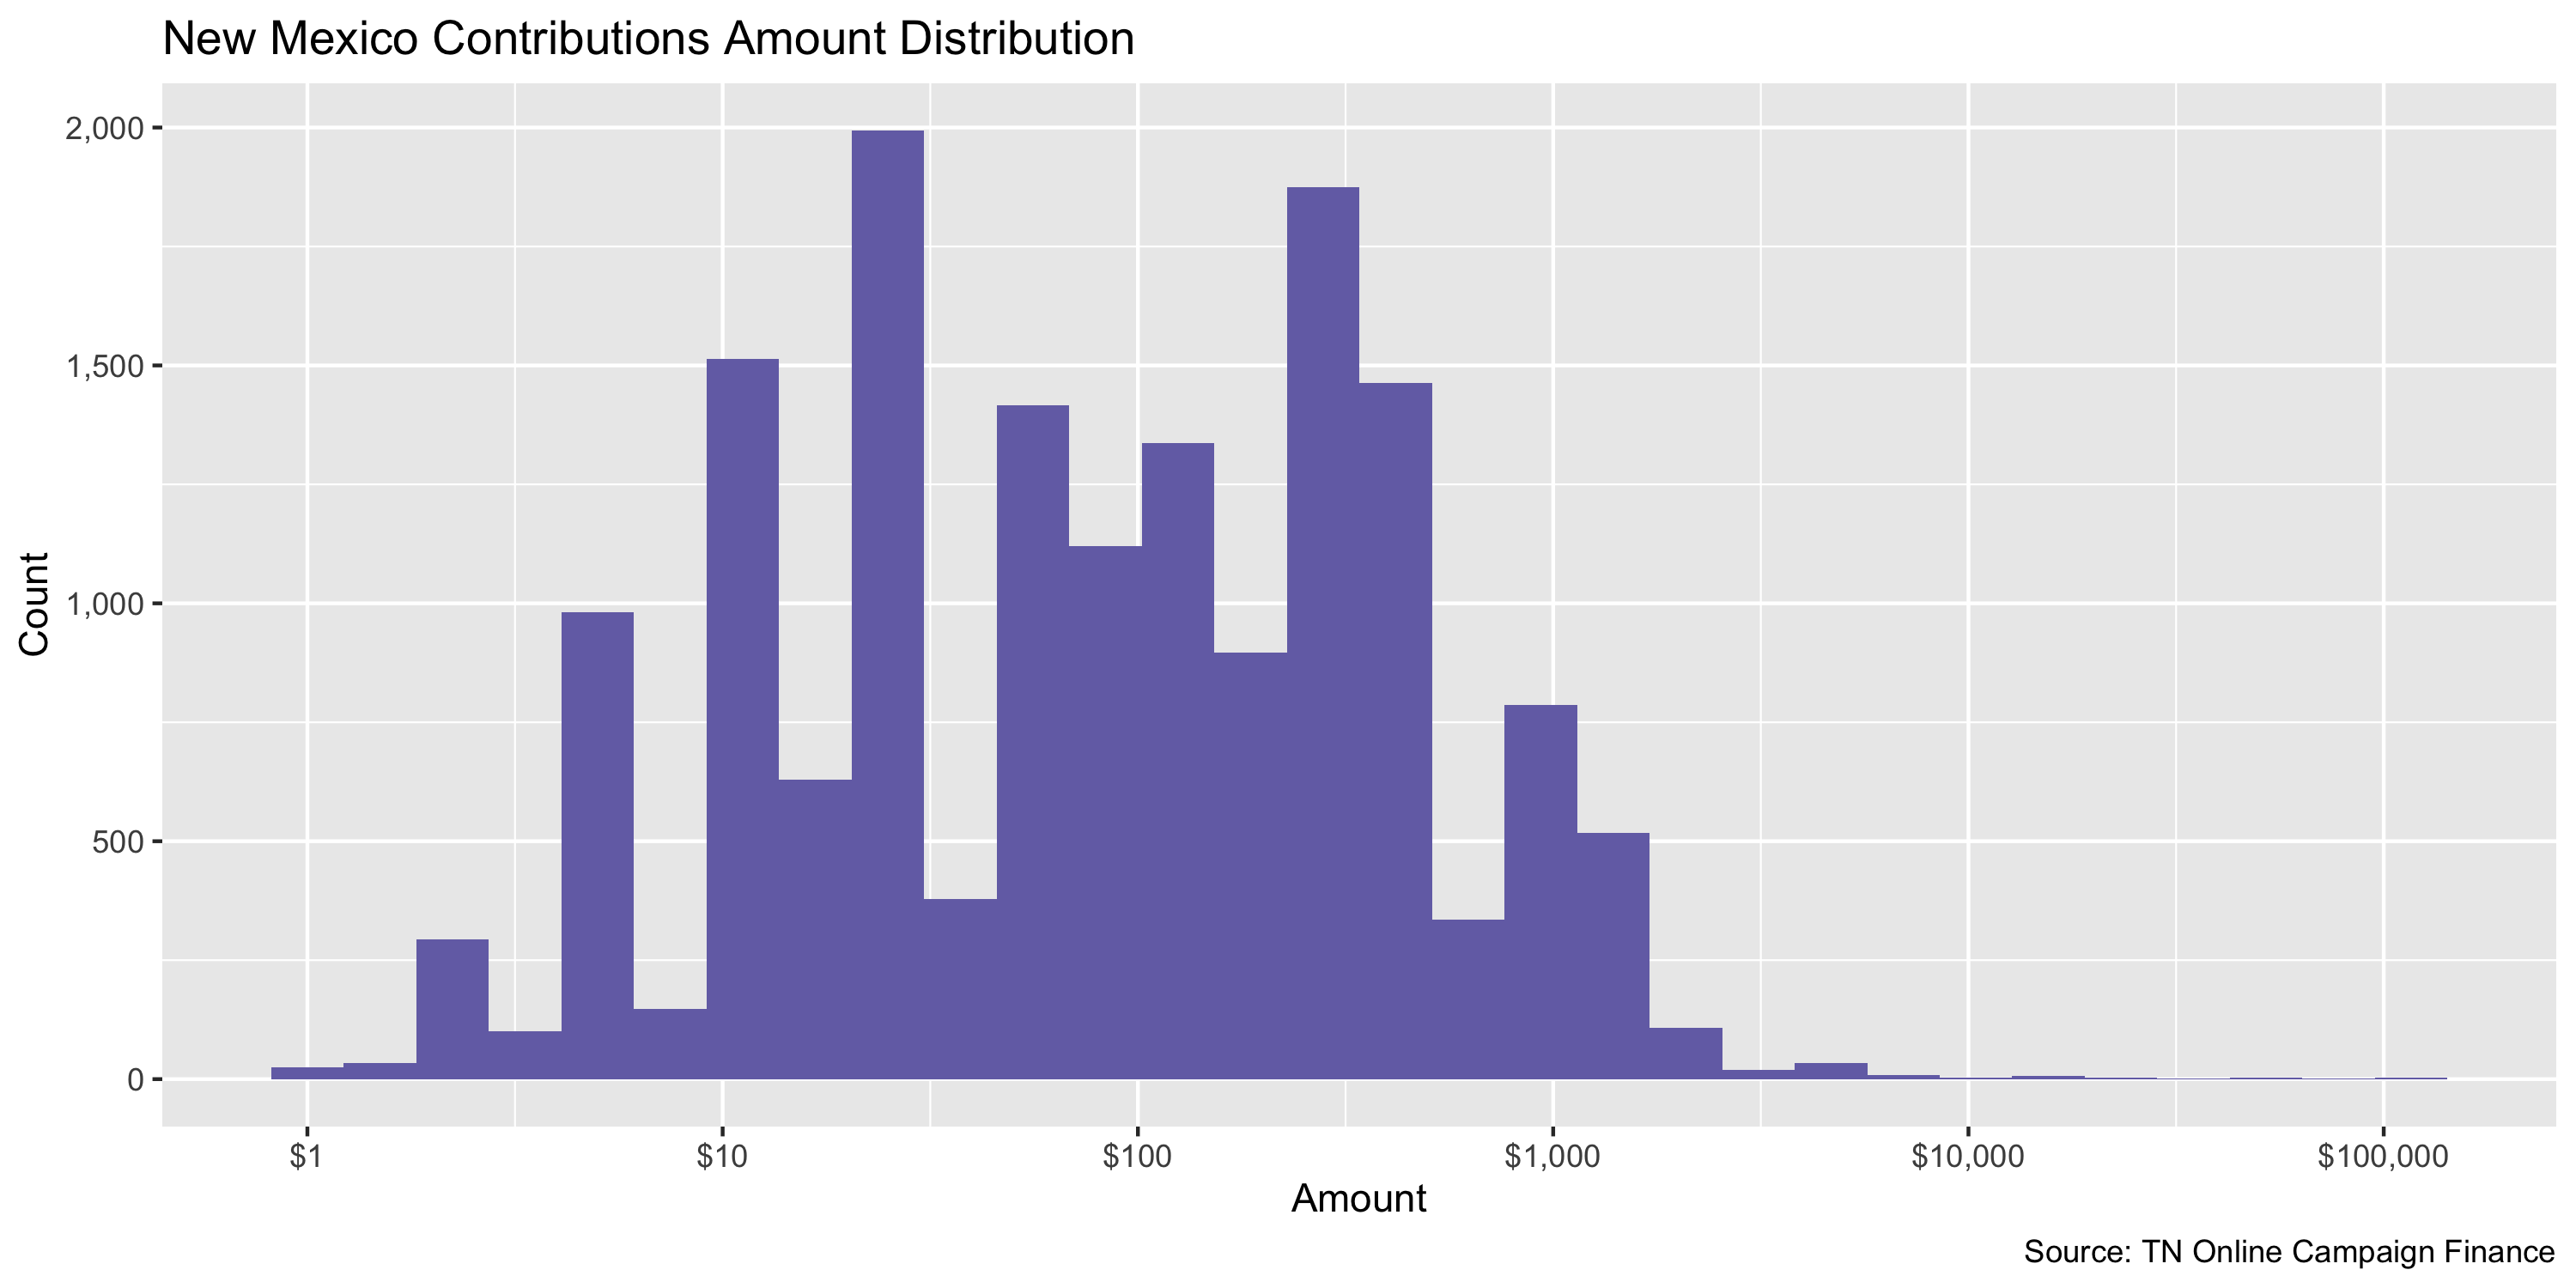 New Mexico Contributions Amount Distribution
2,000
1,500
1,000
500
0
Count
$1 $10 $100 $1,000 $10,000 $100,000
Amount
Source: TN Online Campaign Finance